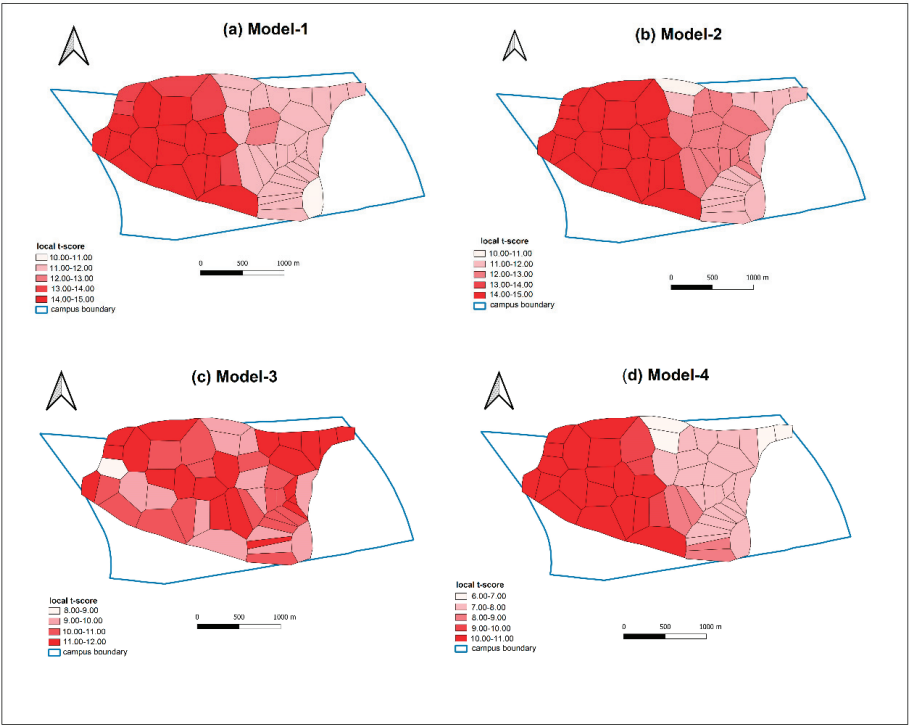 (a) Model-1
local t-score
10.00-11.00
11.00-12.00
12.00-13.00
13.00-14.00
14.00-15.00
campus boundary
0 500 1000 m
(b) Model-2
local t-score
10.00-11.00
11.00-12.00
12.00-13.00
13.00-14.00
14.00-15.00
campus boundary
0 500 1000 m
(c) Model-3
local t-score
8.00-9.00
9.00-10.00
10.00-11.00
11.00-12.00
campus boundary
0 500 1000 m
(d) Model-4
local t-score
6.00-7.00
7.00-8.00
8.00-9.00
9.00-10.00
10.00-11.00
campus boundary
0 500 1000 m